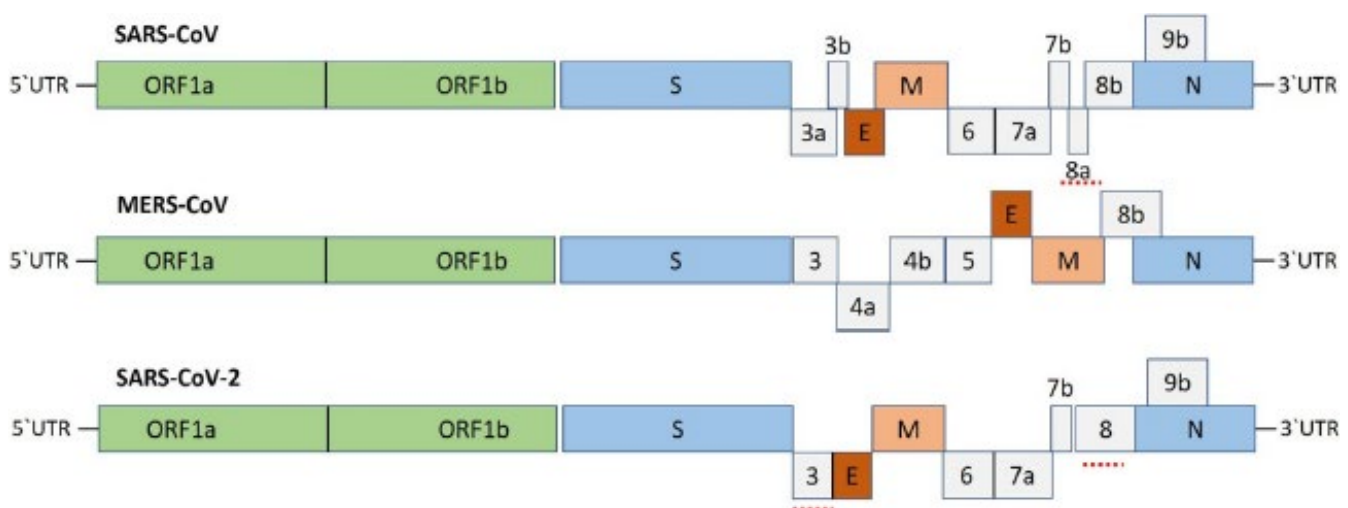 SARS-CoV
3b 7b 9b
5`UTR ORF1a ORF1b S M 8b N 3`UTR
3a E 6 7a
8a
MERS-CoV
E 8b
5`UTR ORF1a ORF1b S 3 4b 5 M N 3`UTR
4a
SARS-CoV-2
7b 9b
5`UTR ORF1a ORF1b S M 8 N 3`UTR
3 E 6 7a